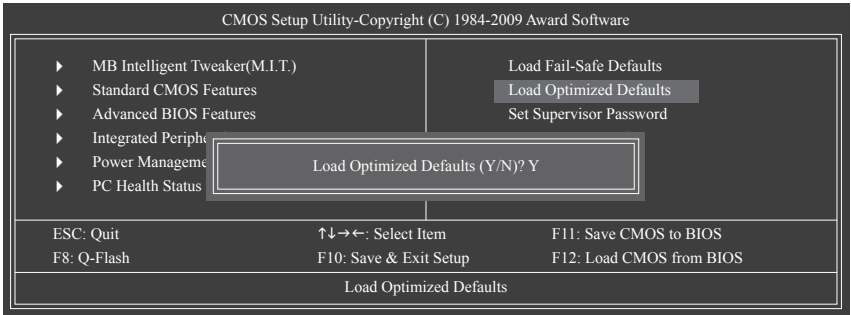 CMOS Setup Utility-Copyright (C) 1984-2009 Award Software
MB Intelligent Tweaker(M.I.T.) Load Fail-Safe Defaults
Standard CMOS Features Load Optimized Defaults
Advanced BIOS Features Set Supervisor Password
Integrated Periphe
Power Manageme
Load Optimized Defaults (Y/N)? Y
PC Health Status
ESC: Quit ↑↓→←: Select Item F11: Save CMOS to BIOS
F8: Q-Flash F10: Save & Exit Setup F12: Load CMOS from BIOS
Load Optimized Defaults